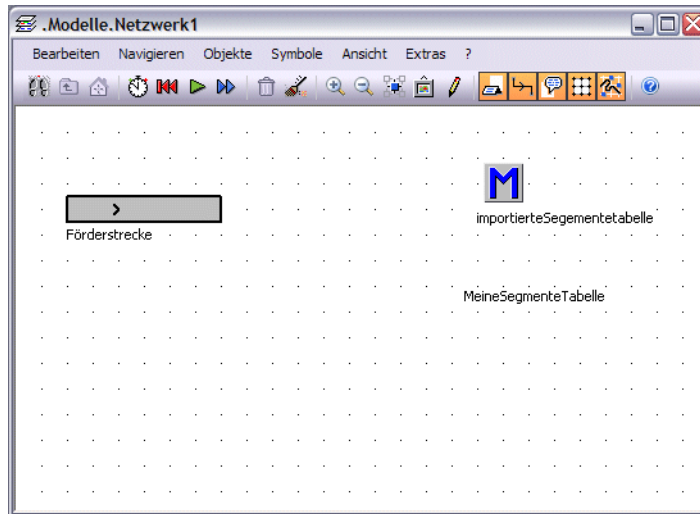 .Modelle.Netzwerk1
Bearbeiten Navigieren Objekte Symbole Ansicht Extras ?
M
importierteSegementetabelle
Förderstrecke
MeineSegmenteTabelle